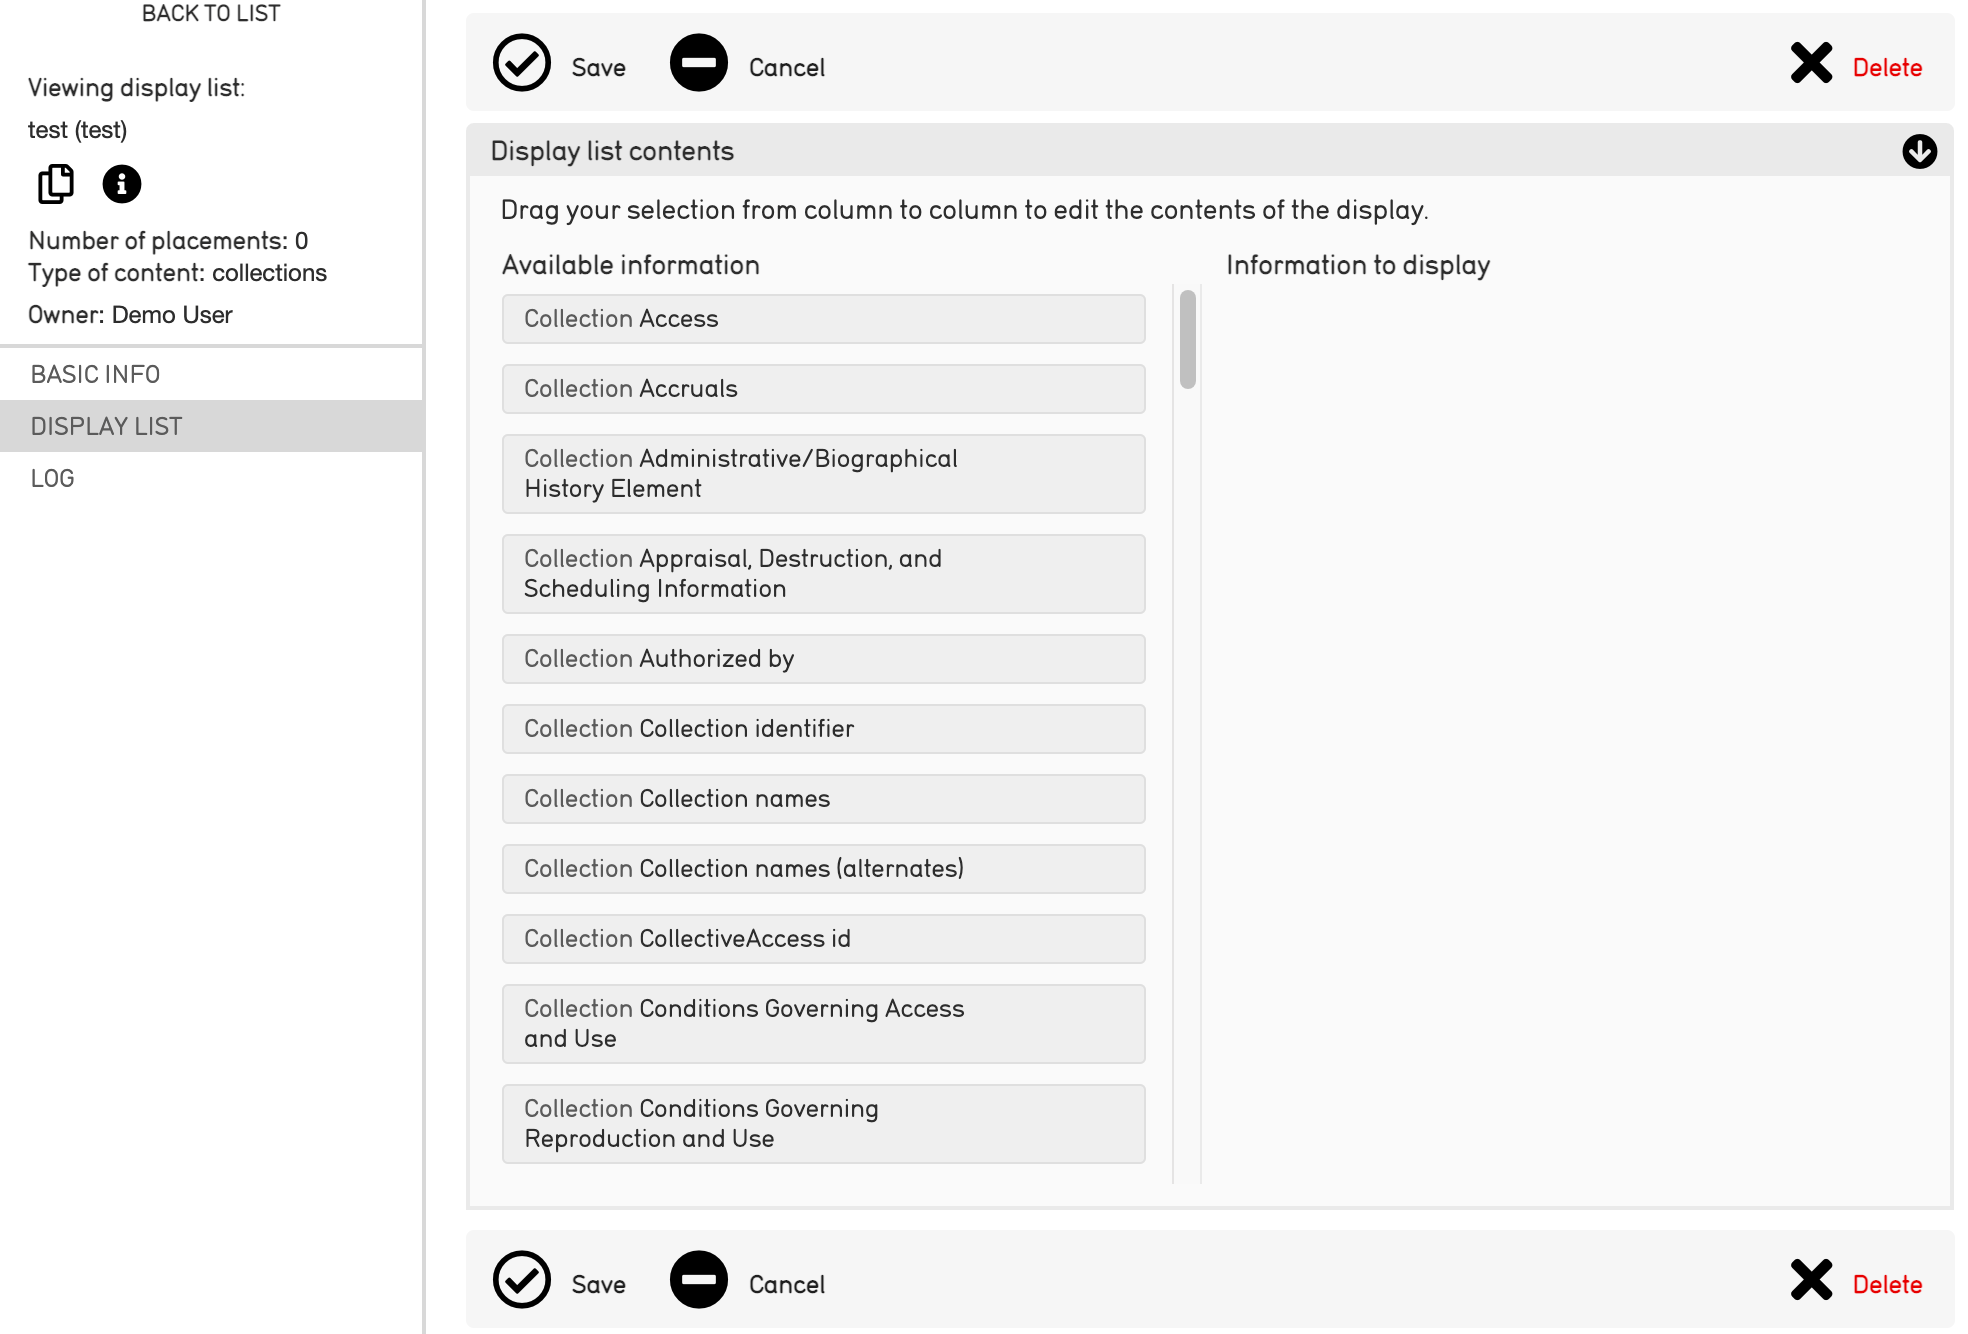 BACK TO LIST
Viewing display list:
test (test)
Number of placements: 0
Type of content: collections
Owner: Demo User
BASIC INFO
DISPLAY LIST
LOG
Save Cancel Delete
Display list contents
Drag your selection from column to column to edit the contents of the display.
Available information Information to display
Collection Access
Collection Accruals
Collection Administrative/Biographical
History Element
Collection Appraisal, Destruction, and
Scheduling Information
Collection Authorized by
Collection Collection identifier
Collection Collection names
Collection Collection names (alternates)
Collection CollectiveAccess id
Collection Conditions Governing Access
and Use
Collection Conditions Governing
Reproduction and Use
Save Cancel Delete